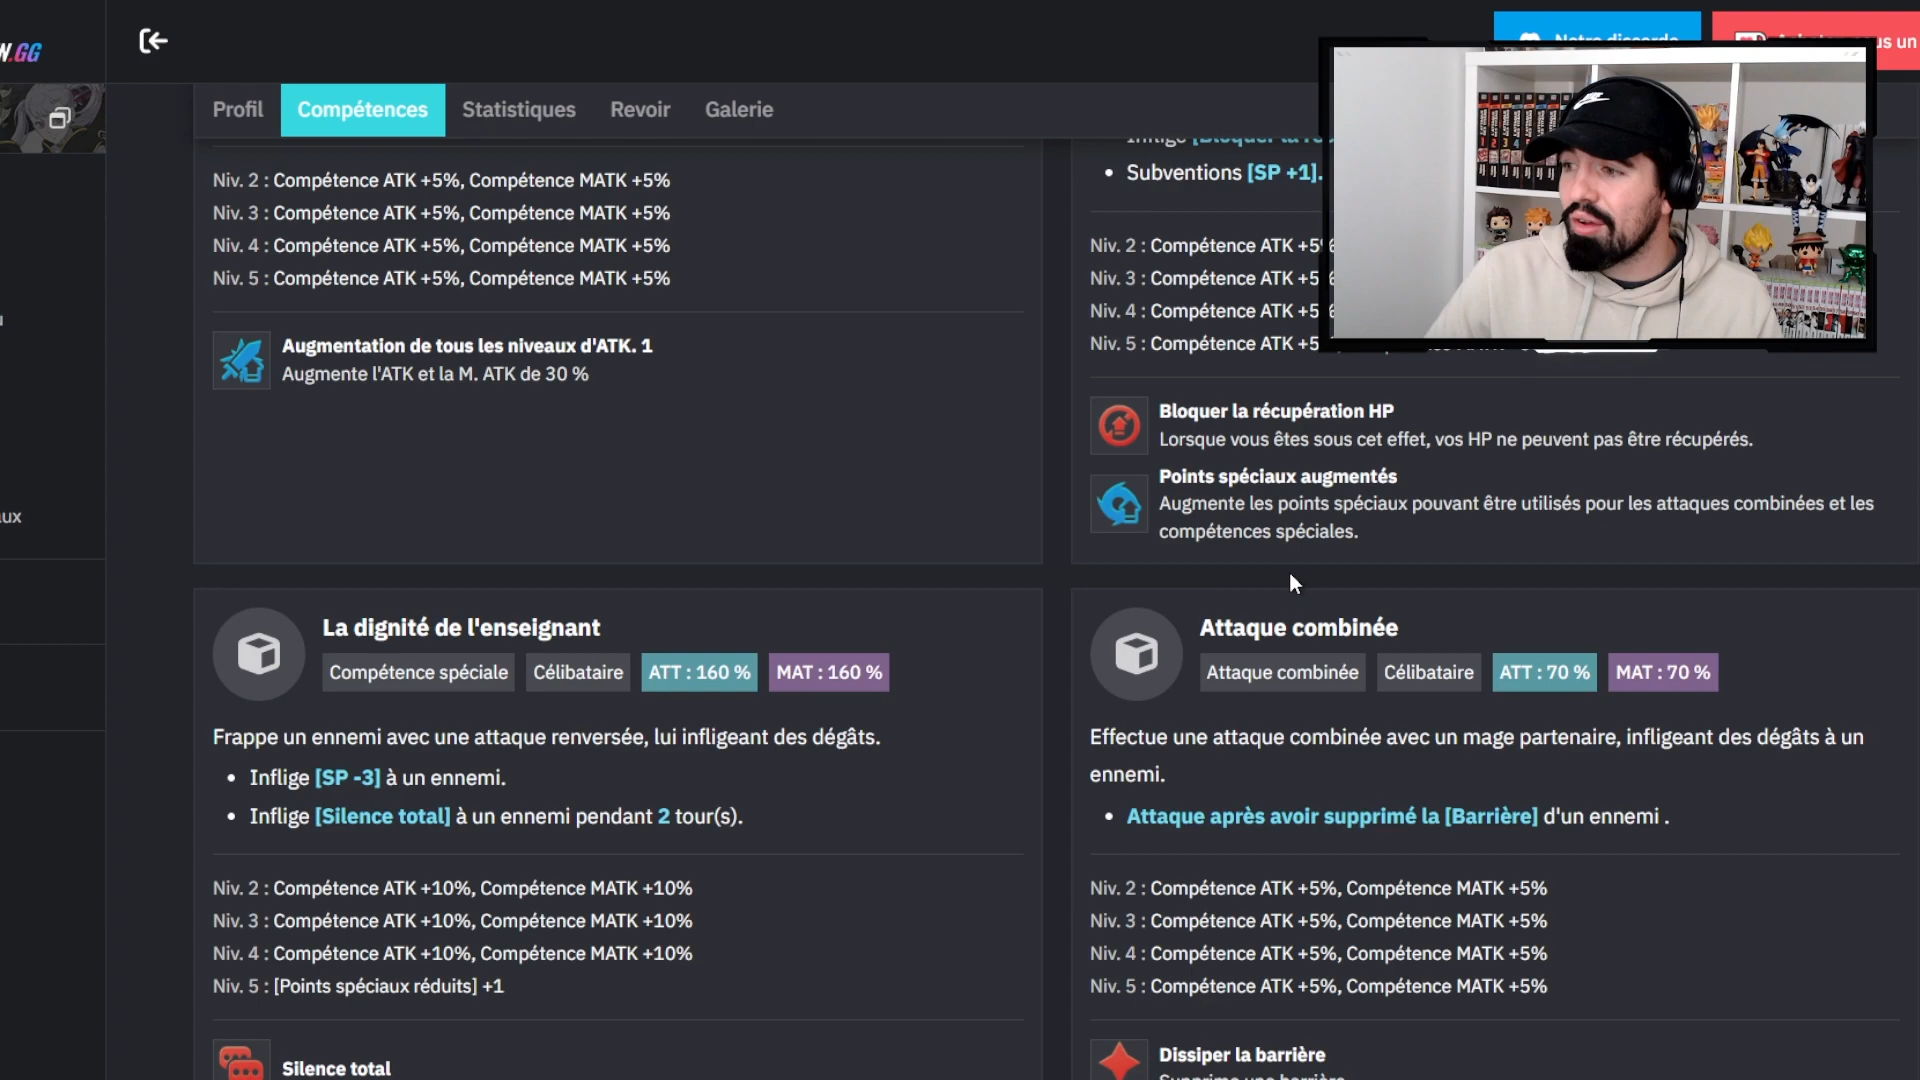 .GG
Notre discorde
us un
Profil
Compétences
Statistiques
Revoir
Galerie
Niv. 2 : Compétence ATK +5%, Compétence MATK +5%
Niv. 3 : Compétence ATK +5%, Compétence MATK +5%
Niv. 4 : Compétence ATK +5%, Compétence MATK +5%
Niv. 5 : Compétence ATK +5%, Compétence MATK +5%
Augmentation de tous les niveaux d'ATK. 1
Augmente l'ATK et la M. ATK de 30 %
• Subventions [SP +1].
Niv. 2 : Compétence ATK +5%
Niv. 3 : Compétence ATK +5
Niv. 4 : Compétence ATK +5
Niv. 5 : Compétence ATK +5
Bloquer la récupération HP
Lorsque vous êtes sous cet effet, vos HP ne peuvent pas être récupérés.
Points spéciaux augmentés
Augmente les points spéciaux pouvant être utilisés pour les attaques combinées et les
compétences spéciales.
aux
La dignité de l'enseignant
Compétence spéciale
Célibataire
ATT : 160 %
MAT : 160 %
Frappe un ennemi avec une attaque renversée, lui infligeant des dégâts.
• Inflige [SP -3] à un ennemi.
• Inflige [Silence total] à un ennemi pendant 2 tour(s).
Niv. 2 : Compétence ATK +10%, Compétence MATK +10%
Niv. 3 : Compétence ATK +10%, Compétence MATK +10%
Niv. 4 : Compétence ATK +10%, Compétence MATK +10%
Niv. 5 : [Points spéciaux réduits] +1
Silence total
Attaque combinée
Attaque combinée
Célibataire
ATT : 70 %
MAT : 70 %
Effectue une attaque combinée avec un mage partenaire, infligeant des dégâts à un
ennemi.
• Attaque après avoir supprimé la [Barrière] d'un ennemi .
Niv. 2 : Compétence ATK +5%, Compétence MATK +5%
Niv. 3 : Compétence ATK +5%, Compétence MATK +5%
Niv. 4 : Compétence ATK +5%, Compétence MATK +5%
Niv. 5 : Compétence ATK +5%, Compétence MATK +5%
Dissiper la barrière